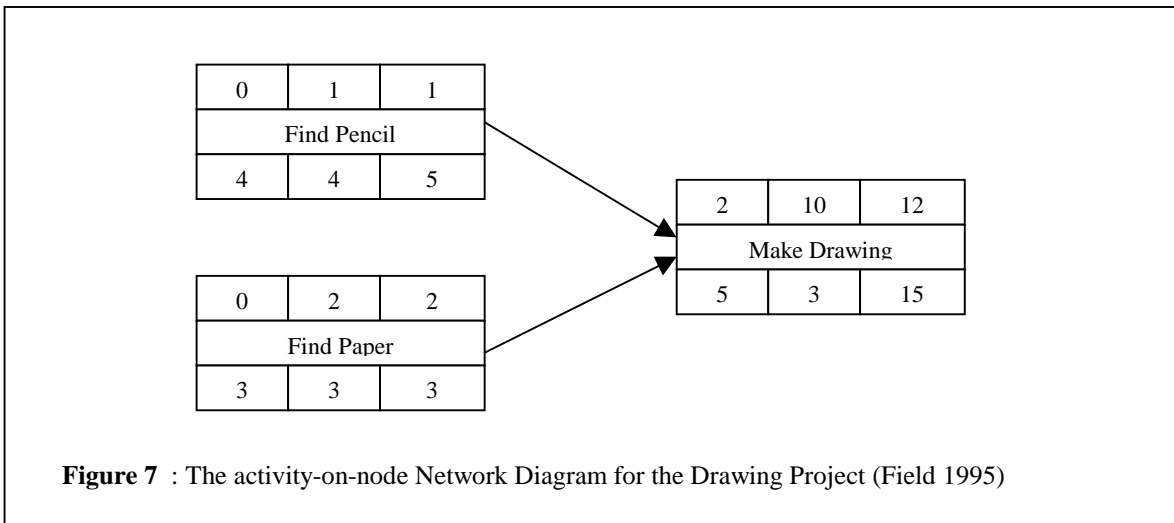 0 1 1
Find Pencil
4 4 5
2 10 12
Make Drawing
5 3 15
0 2 2
Find Paper
3 3 3
Figure 7 : The activity-on-node Network Diagram for the Drawing Project (Field 1995)